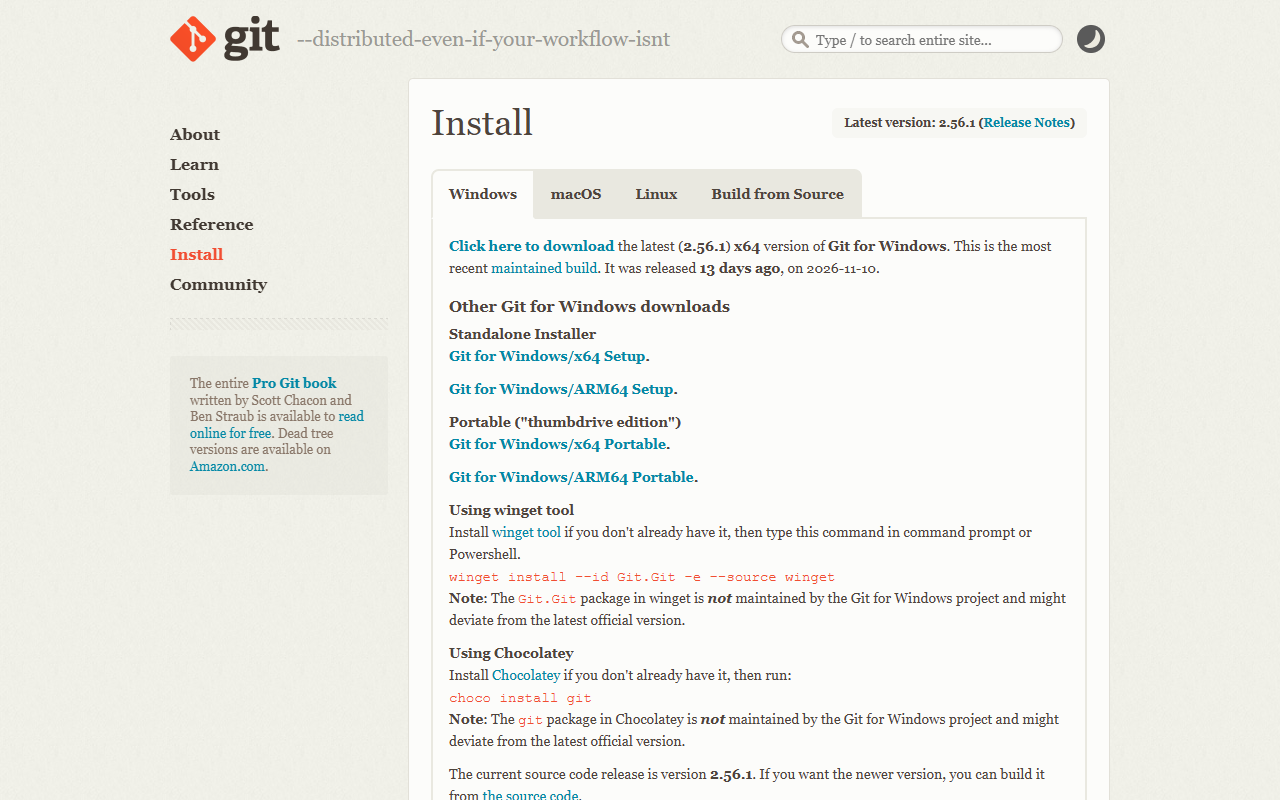 git --distributed-even-if-your-workflow-isnt
Type / to search entire site...
About
Learn
Tools
Reference
Install
Community
The entire Pro Git book
written by Scott Chacon and
Ben Straub is available to read
online for free. Dead tree
versions are available on
Amazon.com.
Install
Latest version: 2.56.1 (Release Notes)
Windows macOS Linux Build from Source
Click here to download the latest (2.56.1) x64 version of Git for Windows. This is the most
recent maintained build. It was released 13 days ago, on 2026-11-10.
Other Git for Windows downloads
Standalone Installer
Git for Windows/x64 Setup.
Git for Windows/ARM64 Setup.
Portable ("thumbdrive edition")
Git for Windows/x64 Portable.
Git for Windows/ARM64 Portable.
Using winget tool
Install winget tool if you don't already have it, then type this command in command prompt or
Powershell.
winget install --id Git.Git -e --source winget
Note: The Git.Git package in winget is not maintained by the Git for Windows project and might
deviate from the latest official version.
Using Chocolatey
Install Chocolatey if you don't already have it, then run:
choco install git
Note: The git package in Chocolatey is not maintained by the Git for Windows project and might
deviate from the latest official version.
The current source code release is version 2.56.1. If you want the newer version, you can build it
from the source code.